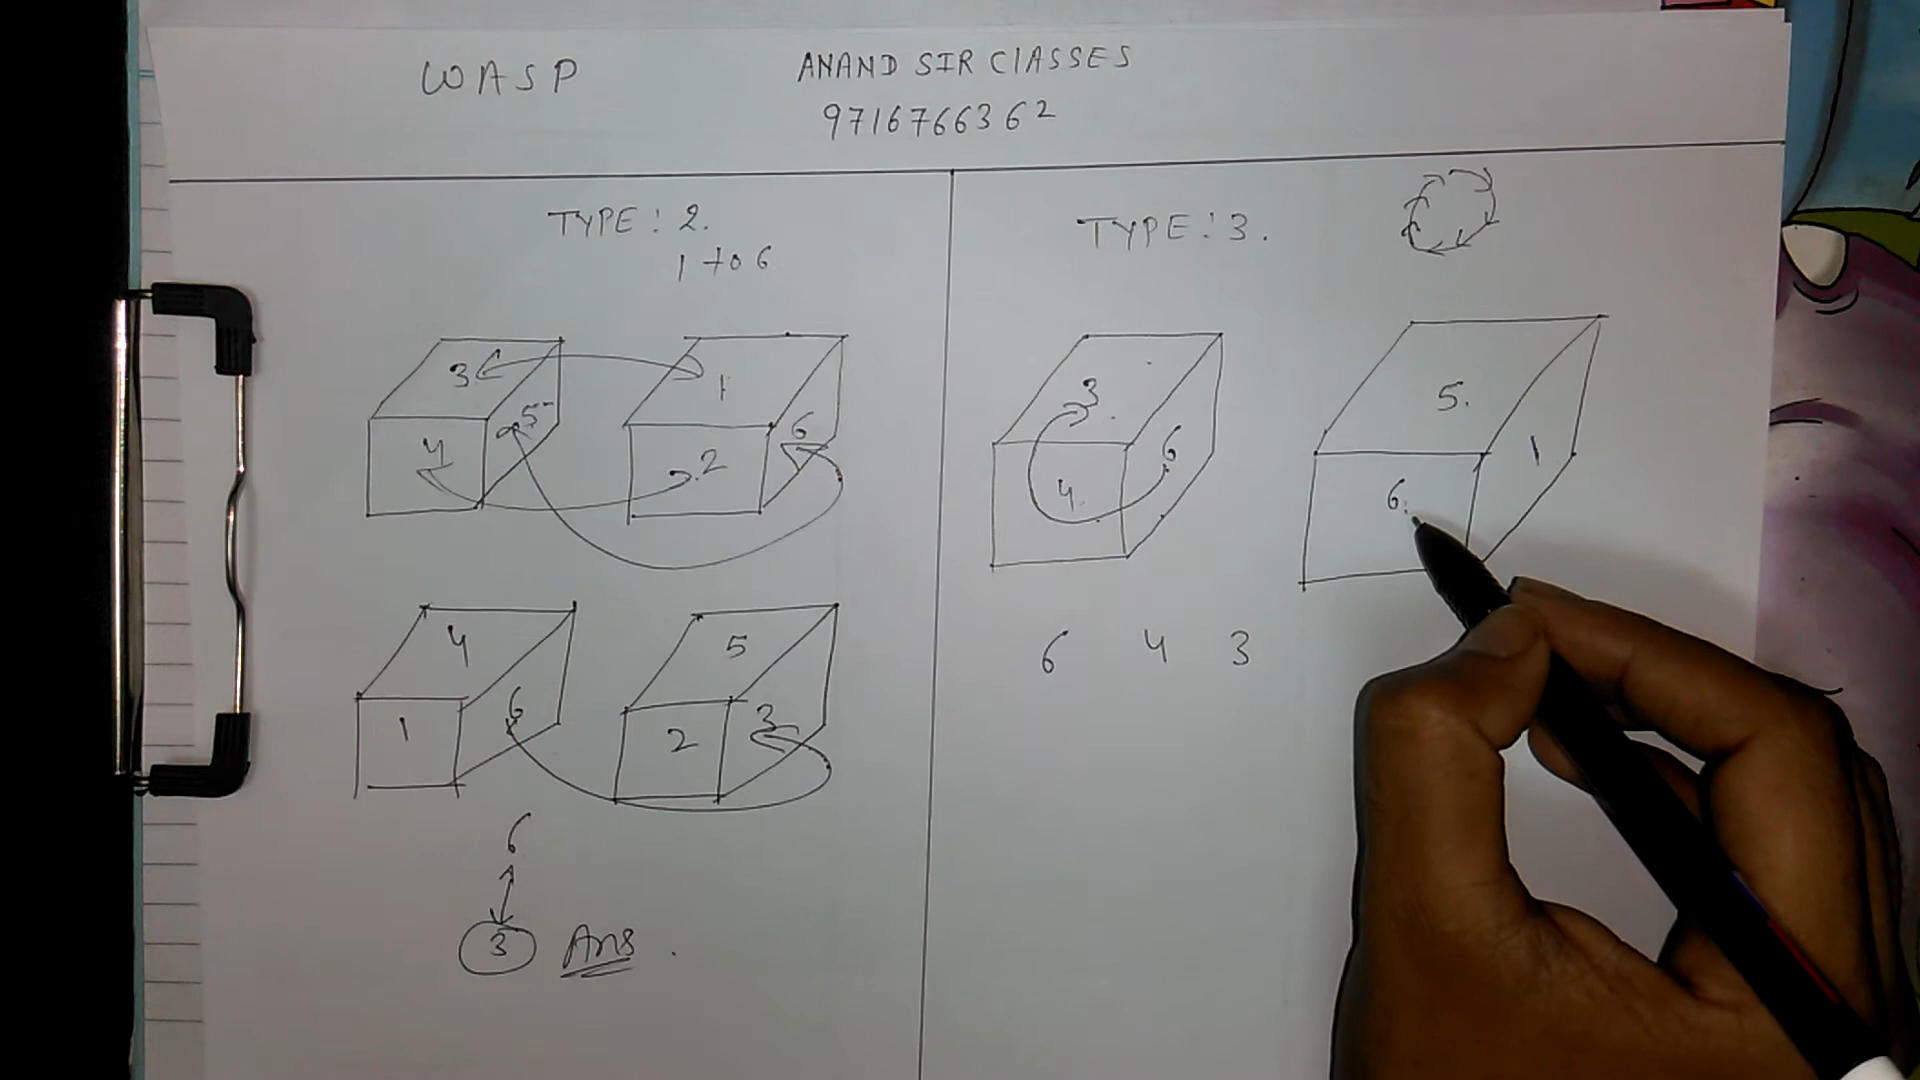 WASP
ANAND SIR CLASSES
9716766362
TYPE: 2.
1 to 6
3
5
4
1
6
2
4
6
1
5
3
2
6
3 Ans.
TYPE: 3.
3
6
4
5.
1
6.
6 4 3